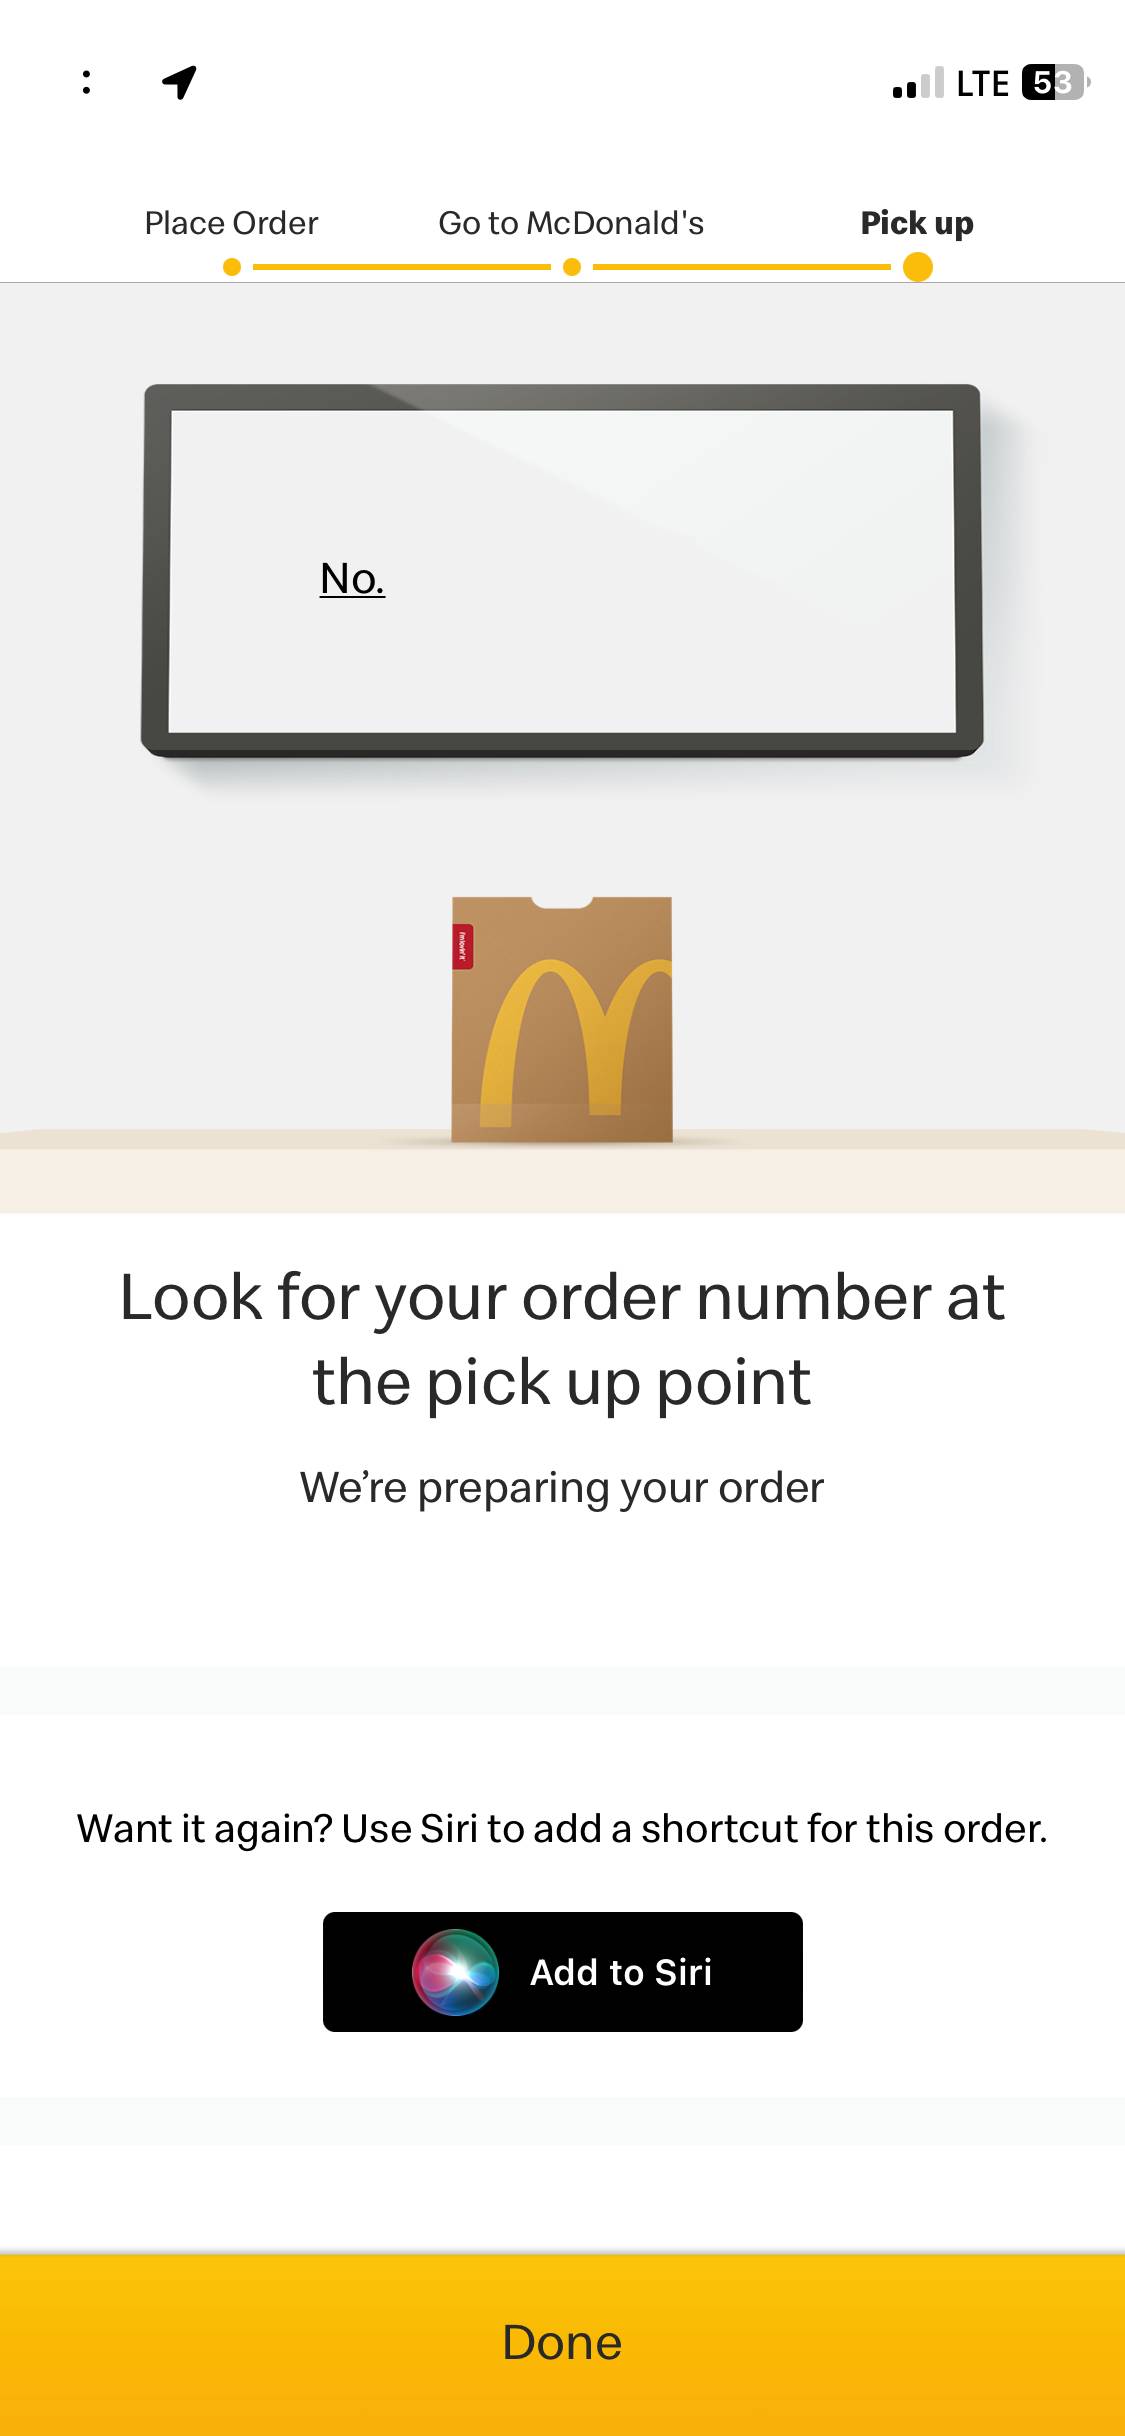 :
LTE 53
Place Order Go to McDonald's Pick up
No.
i'm lovin' it
Look for your order number at
the pick up point
We’re preparing your order
Want it again? Use Siri to add a shortcut for this order.
Add to Siri
Done